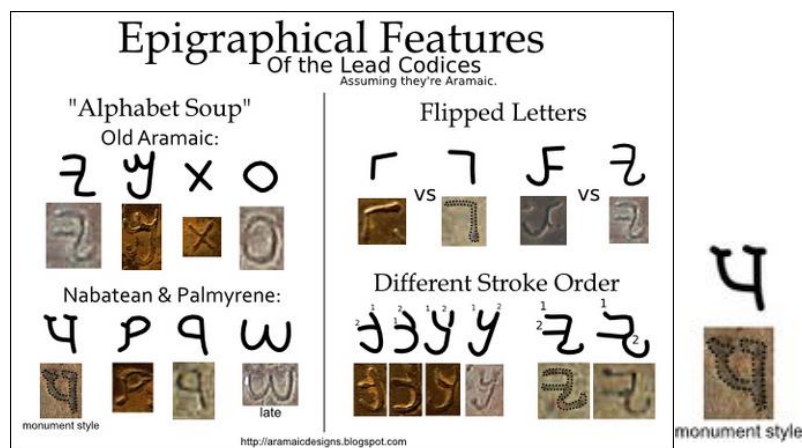 Epigraphical Features
Of the Lead Codices
Assuming they're Aramaic.
"Alphabet Soup"
Old Aramaic:
Nabatean & Palmyrene:
monument style
late
Flipped Letters
vs
vs
Different Stroke Order
http://aramaicdesigns.blogspot.com
monument style